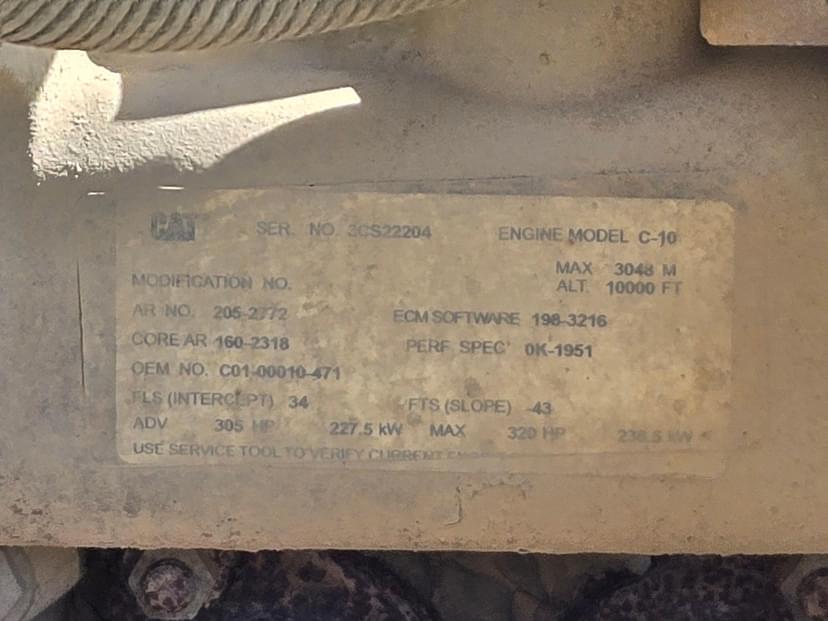 CAT SER. NO. 3CS22204 ENGINE MODEL C-10
MAX 3048 M
MODIFICATION NO. ALT. 10000 FT
AR NO. 205-2772 ECM SOFTWARE 198-3216
CORE AR 160-2318 PERF SPEC 0K-1951
OEM NO. C01-00010-471
FLS (INTERCEPT) 34 FTS (SLOPE) -43
ADV 305 HP 227.5 kW MAX 320 HP 238.5 kW
USE SERVICE TOOL TO VERIFY CURRENT